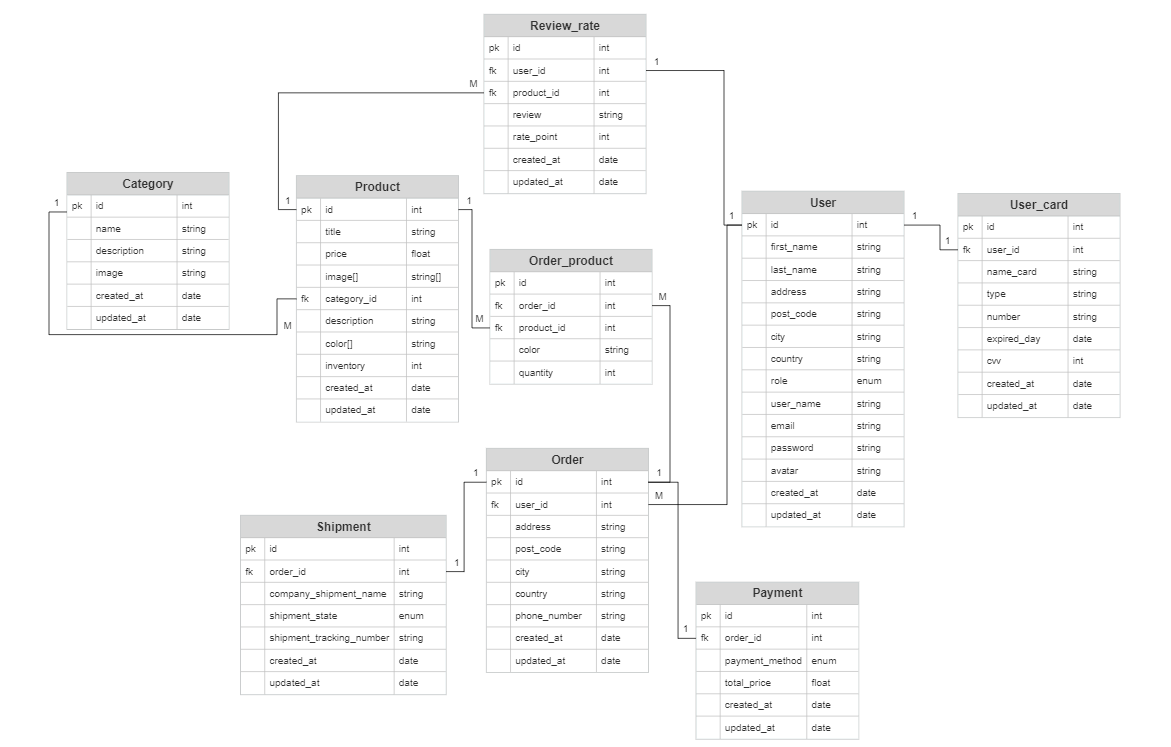 Review_rate
pk id int
1
fk user_id int
M
fk product_id int
review string
rate_point int
created_at date
updated_at date
Category
1
pk id int
name string
description string
image string
created_at date
updated_at date
Product
1
pk id int
1
title string
price float
image[] string[]
fk category_id int
M
description string
color[] string
inventory int
created_at date
updated_at date
Order_product
pk id int
fk order_id int
M
M
fk product_id int
color string
quantity int
User
1
pk id int
1
first_name string
last_name string
address string
post_code string
city string
country string
role enum
user_name string
email string
password string
avatar string
created_at date
updated_at date
User_card
pk id int
1
fk user_id int
name_card string
type string
number string
expired_day date
cvv int
created_at date
updated_at date
Order
1
pk id int
1
fk user_id int
M
address string
post_code string
city string
country string
phone_number string
created_at date
updated_at date
Shipment
pk id int
fk order_id int
1
company_shipment_name string
shipment_state enum
shipment_tracking_number string
created_at date
updated_at date
Payment
pk id int
1
fk order_id int
payment_method enum
total_price float
created_at date
updated_at date